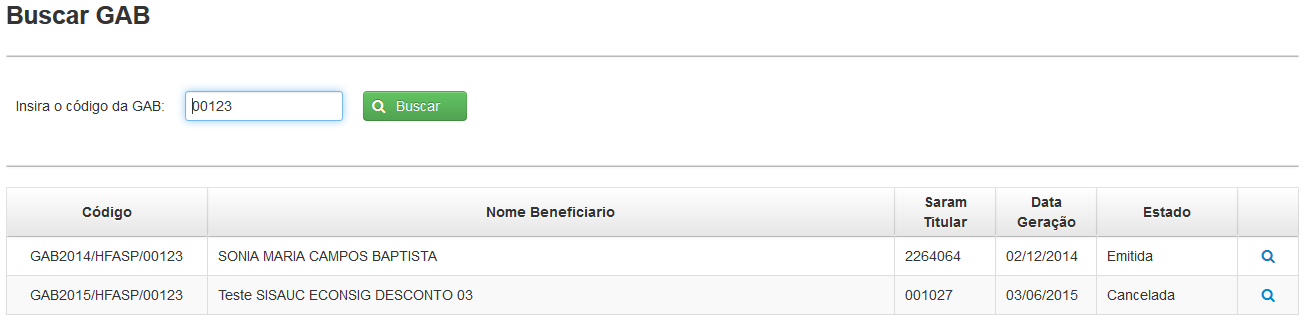 Buscar GAB
Insira o código da GAB: 00123 Buscar
Código Nome Beneficiario Saram Titular Data Geração Estado
GAB2014/HFASP/00123 SONIA MARIA CAMPOS BAPTISTA 2264064 02/12/2014 Emitida
GAB2015/HFASP/00123 Teste SISAUC ECONSIG DESCONTO 03 001027 03/06/2015 Cancelada